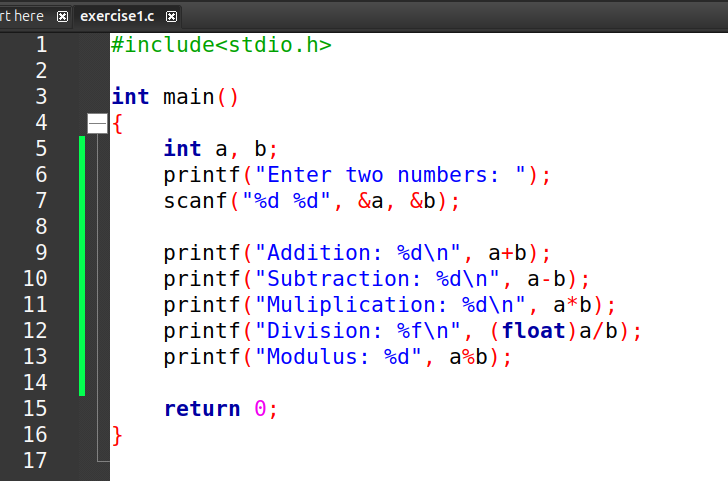 rt here exercise1.c
1 #include<stdio.h>
2
3 int main()
4 {
5 int a, b;
6 printf("Enter two numbers: ");
7 scanf("%d %d", &a, &b);
8
9 printf("Addition: %d\n", a+b);
10 printf("Subtraction: %d\n", a-b);
11 printf("Muliplication: %d\n", a*b);
12 printf("Division: %f\n", (float)a/b);
13 printf("Modulus: %d", a%b);
14
15 return 0;
16 }
17